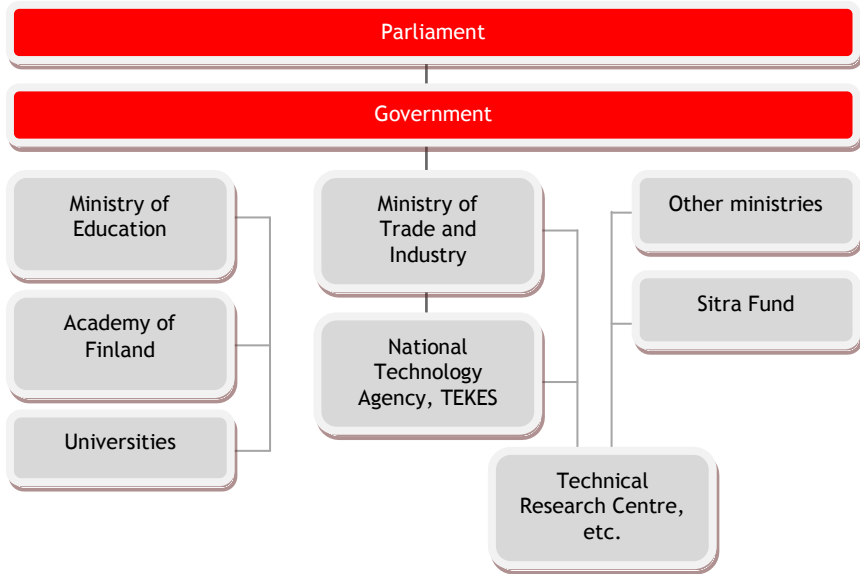 Parliament
Government
Ministry of
Education
Academy of
Finland
Universities
Ministry of
Trade and
Industry
National
Technology
Agency, TEKES
Other ministries
Sitra Fund
Technical
Research Centre,
etc.